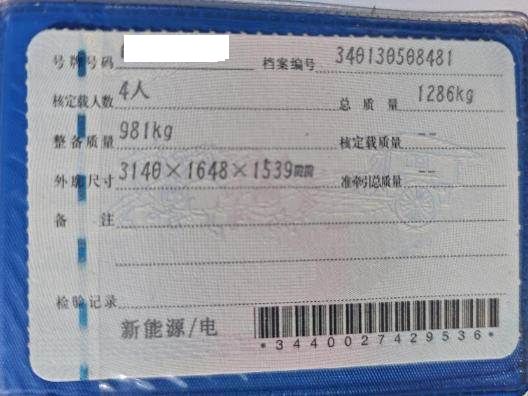 号牌号码 档案编号 340130508481
核定载人数 4人 总质量 1286kg
整备质量 981kg 核定载质量 --
外廓尺寸 3140×1648×1539mm 准牵引总质量 --
备注
检验记录
新能源/电
*3440027429536*